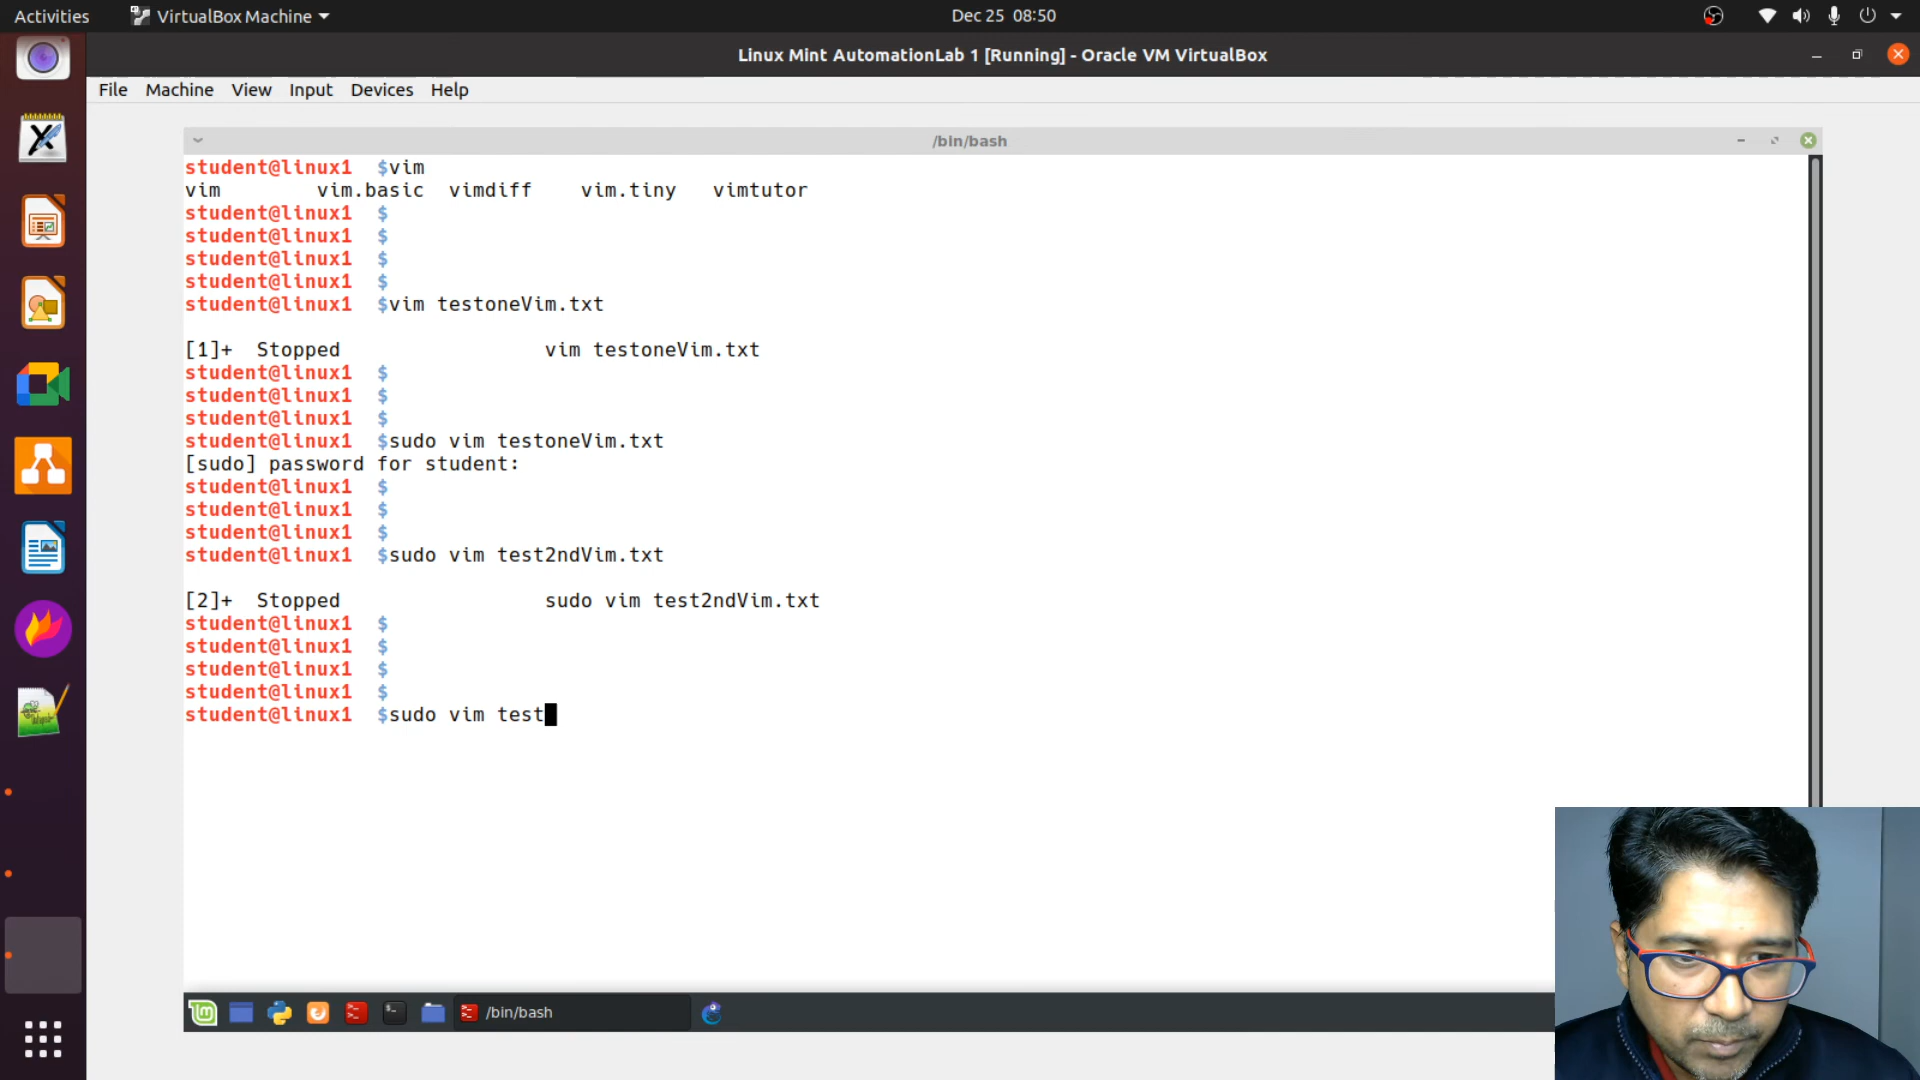 Activities VirtualBox Machine Dec 25 08:50
Linux Mint AutomationLab 1 [Running] - Oracle VM VirtualBox
File Machine View Input Devices Help
/bin/bash
student@linux1 $vim
vim vim.basic vimdiff vim.tiny vimtutor
student@linux1 $
student@linux1 $
student@linux1 $
student@linux1 $
student@linux1 $vim testoneVim.txt
[1]+ Stopped vim testoneVim.txt
student@linux1 $
student@linux1 $
student@linux1 $
student@linux1 $sudo vim testoneVim.txt
[sudo] password for student:
student@linux1 $
student@linux1 $
student@linux1 $
student@linux1 $sudo vim test2ndVim.txt
[2]+ Stopped sudo vim test2ndVim.txt
student@linux1 $
student@linux1 $
student@linux1 $
student@linux1 $
student@linux1 $sudo vim test
/bin/bash